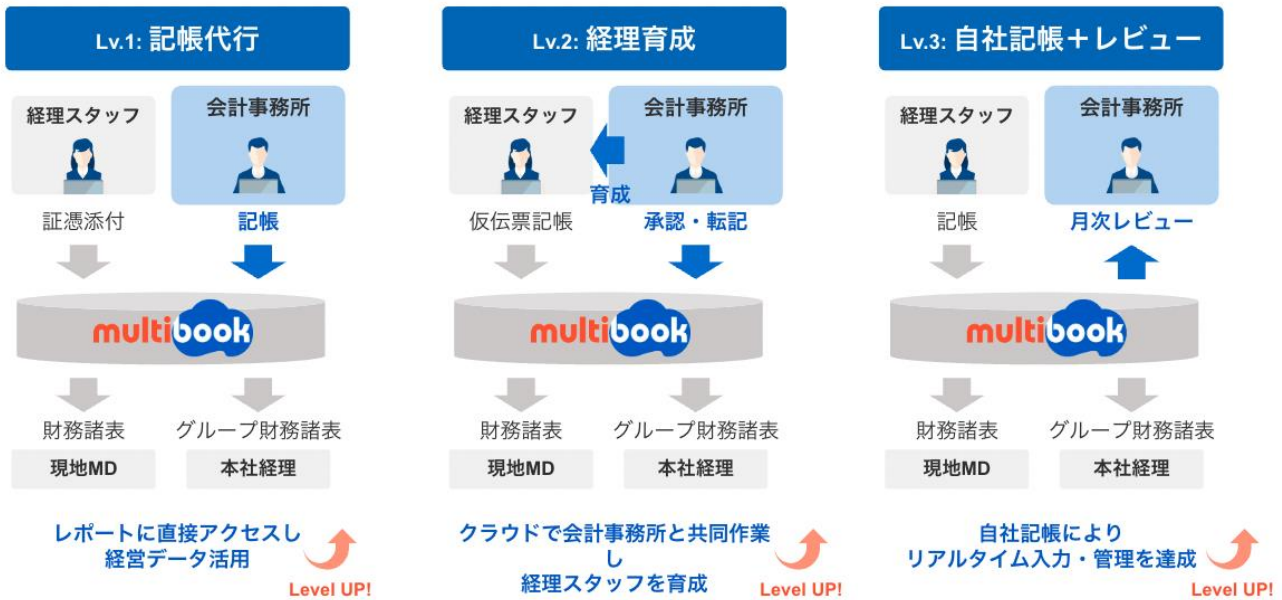 Lv.1: 記帳代行
経理スタッフ
会計事務所
証憑添付
記帳
multibook
財務諸表
グループ財務諸表
現地MD
本社経理
レポートに直接アクセスし
経営データ活用
Level UP!
Lv.2: 経理育成
経理スタッフ
会計事務所
育成
仮伝票記帳
承認・転記
multibook
財務諸表
グループ財務諸表
現地MD
本社経理
クラウドで会計事務所と共同作業
し
経理スタッフを育成
Level UP!
Lv.3: 自社記帳＋レビュー
経理スタッフ
会計事務所
記帳
月次レビュー
multibook
財務諸表
グループ財務諸表
現地MD
本社経理
自社記帳により
リアルタイム入力・管理を達成
Level UP!